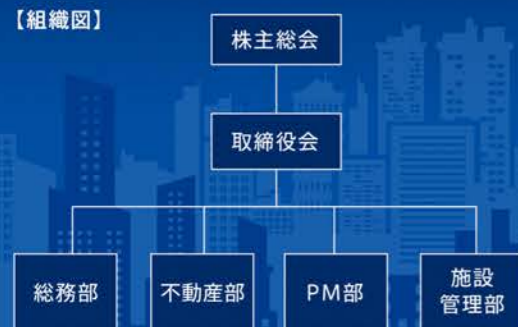 【組織図】
株主総会
取締役会
総務部
不動産部
PM部
施設
管理部